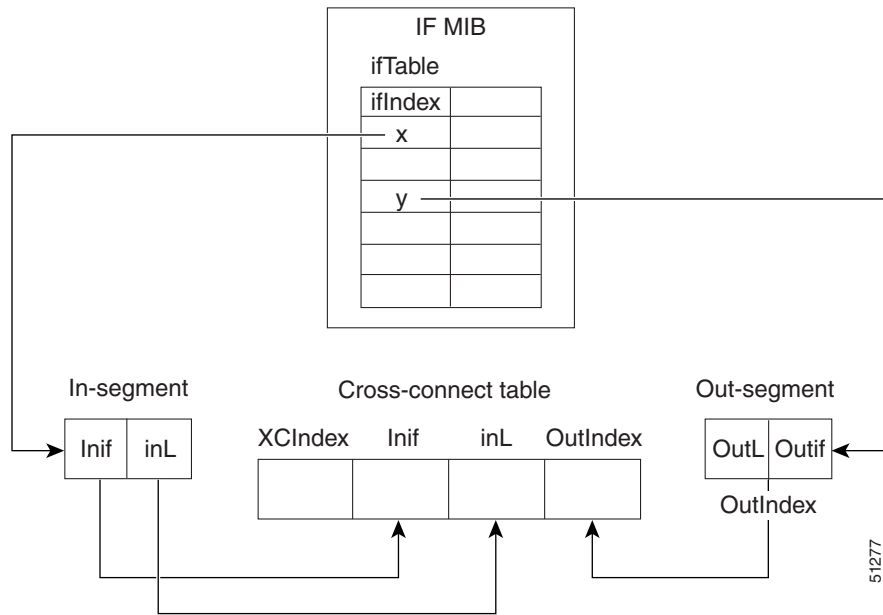 IF MIB
ifTable
ifIndex
x
y
In-segment
Cross-connect table
Out-segment
XCIndex Inif inL OutIndex
Inif inL
OutL Outif
OutIndex
51277